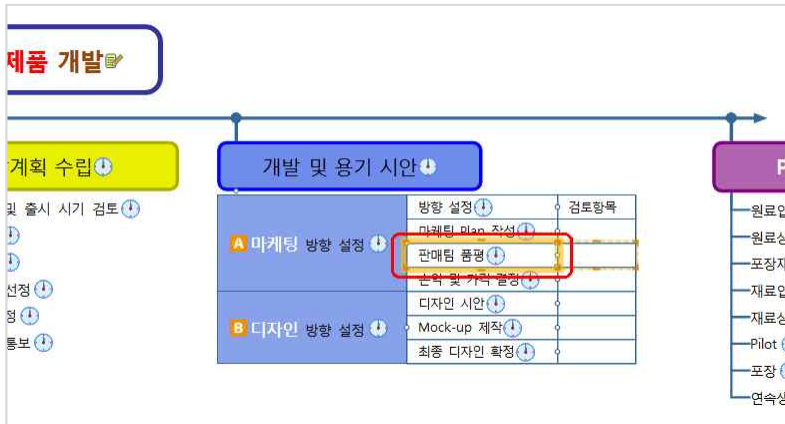 제품 개발
계획 수립
개발 및 용기 시안
및 출시 시기 검토
선정
정
통보
A 마케팅 방향 설정
방향 설정
검토항목
마케팅 Plan 작성
판매팀 품평
손익 및 가격 결정
B 디자인 방향 설정
디자인 시안
Mock-up 제작
최종 디자인 확정
P
원료입
원료상
포장자
재료입
재료상
Pilot
포장
연속생